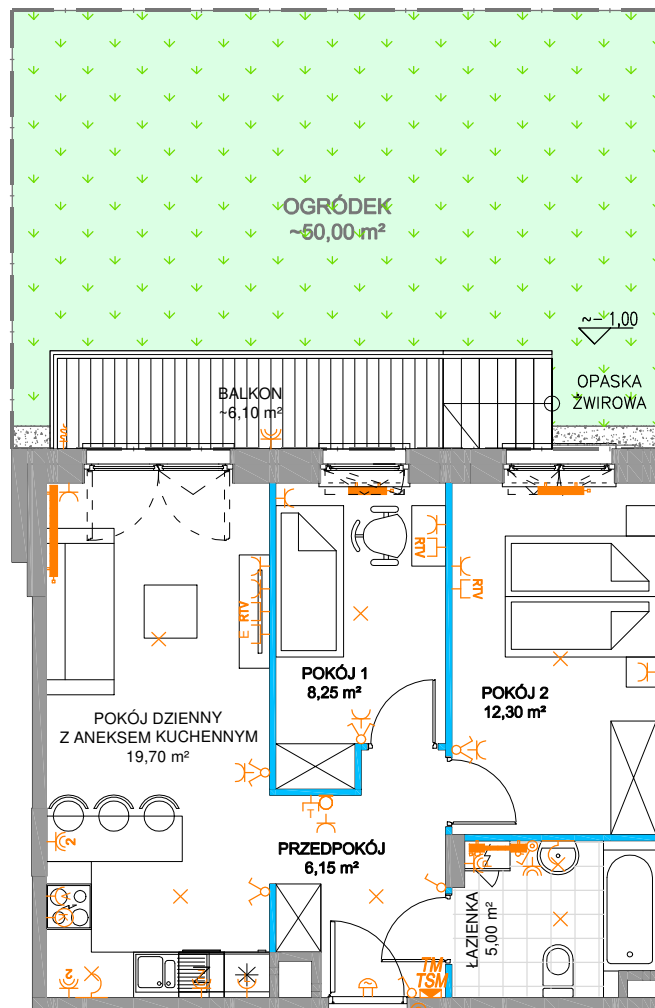 OGRÓDEK
~50,00 m²
~- 1,00
OPASKA
ŻWIROWA
BALKON
~6,10 m²
RTV
RTV
RTV
POKÓJ 1
8,25 m²
POKÓJ 2
12,30 m²
POKÓJ DZIENNY
Z ANEKSEM KUCHENNYM
19,70 m²
2
PRZEDPOKÓJ
6,15 m²
ŁAZIENKA
5,00 m²
2
TM
TSM